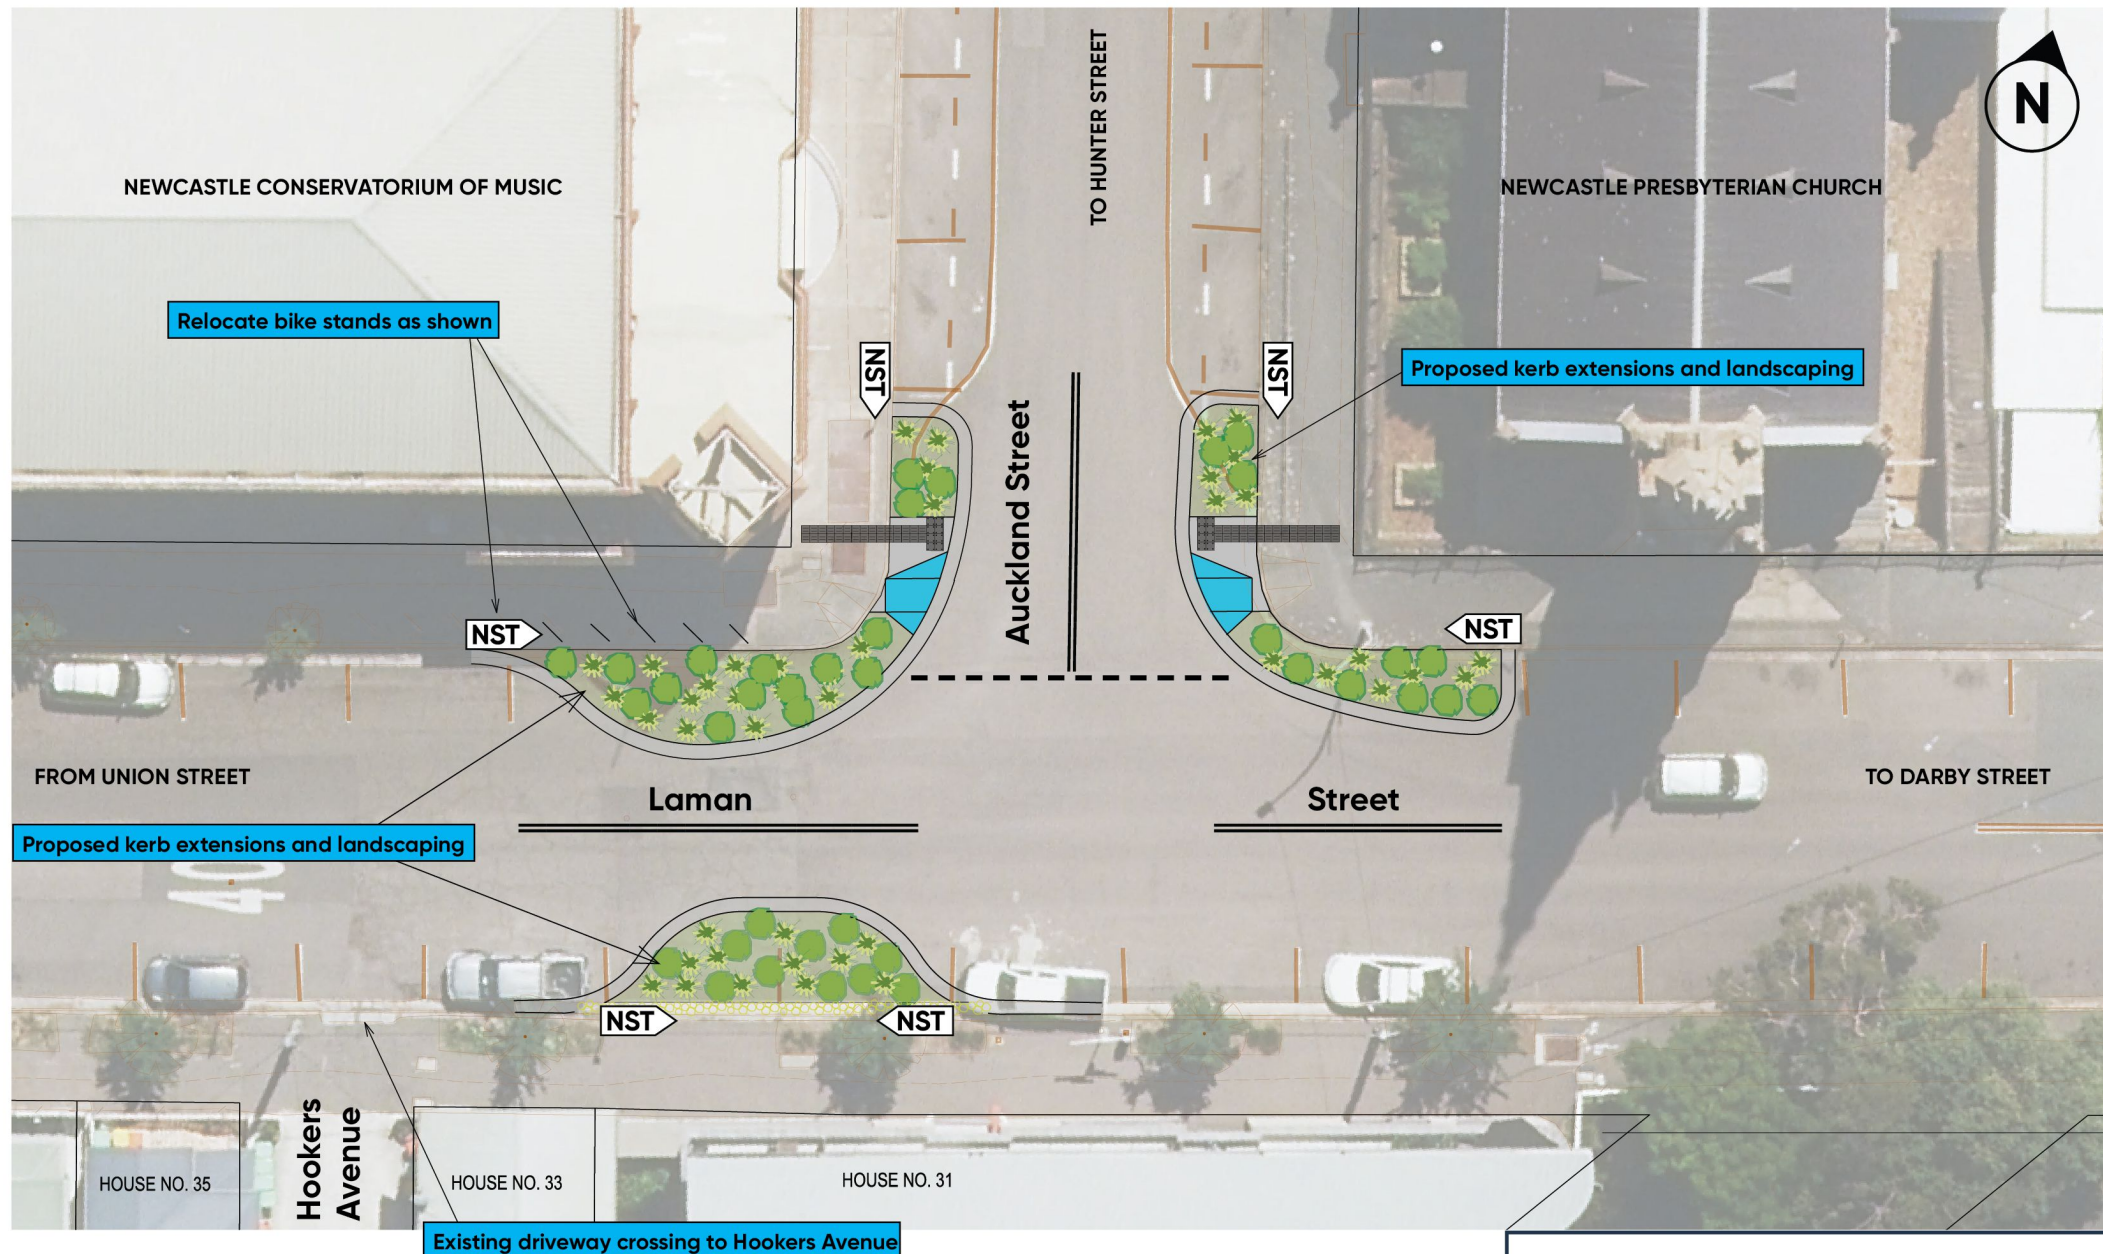 TO HUNTER STREET
N
NEWCASTLE CONSERVATORIUM OF MUSIC
NEWCASTLE PRESBYTERIAN CHURCH
Relocate bike stands as shown
NST
NST
Proposed kerb extensions and landscaping
Auckland Street
NST
NST
FROM UNION STREET
Laman
Street
TO DARBY STREET
Proposed kerb extensions and landscaping
40
NST
NST
Hookers
Avenue
HOUSE NO. 35
HOUSE NO. 33
HOUSE NO. 31
Existing driveway crossing to Hookers Avenue